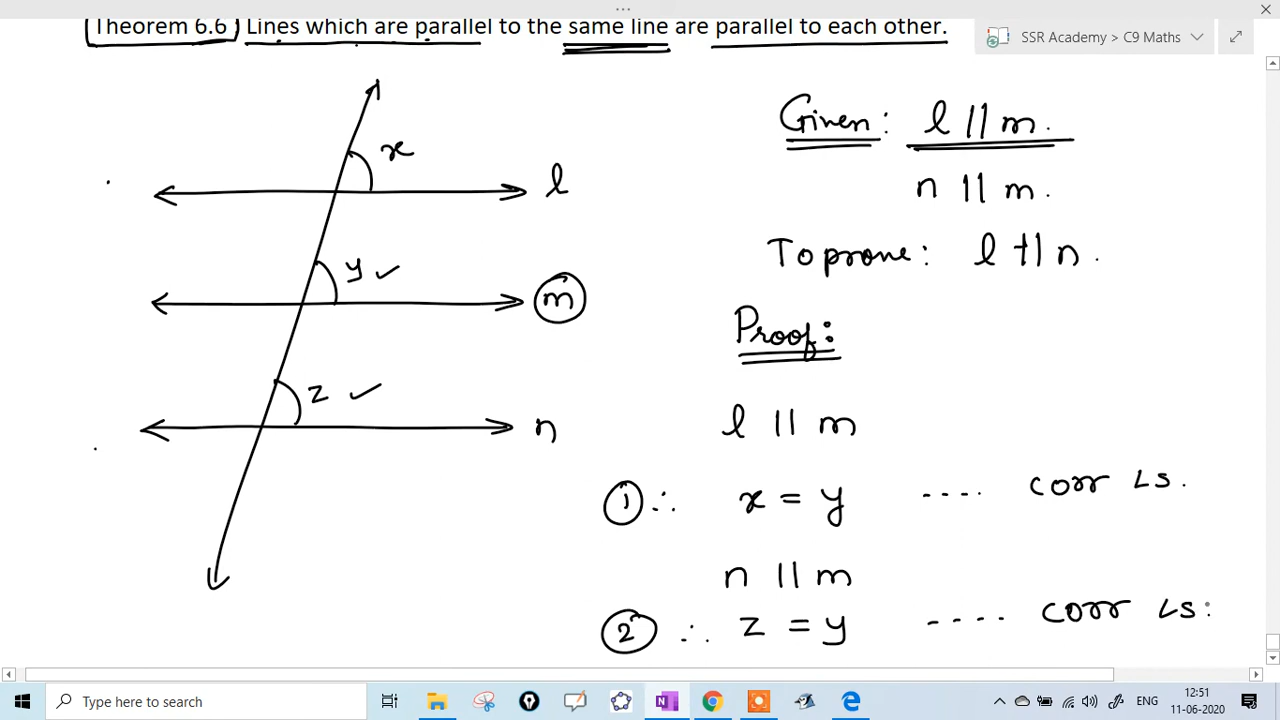 Theorem 6.6 Lines which are parallel to the same line are parallel to each other.
SSR Academy > C9 Maths
x
l
y ✓
m
z ✓
n
Given: l || m.
n || m.
To prove: l || n.
Proof:
l || m
① ∴ x = y .... corr ∠s.
n || m
② ∴ z = y .... corr ∠s:
Type here to search
ENG
12:51
11-06-2020